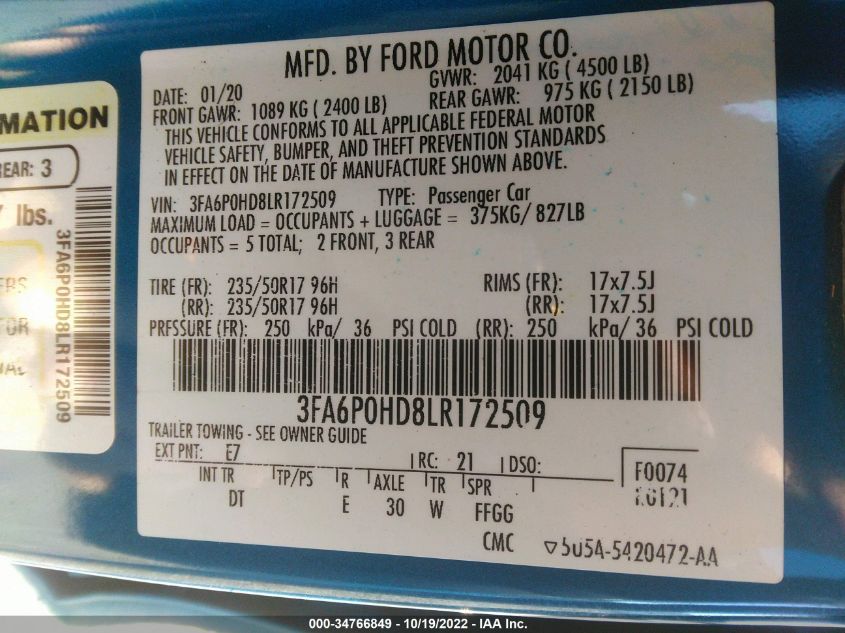 MFD. BY FORD MOTOR CO.
DATE: 01/20 GVWR: 2041 KG ( 4500 LB)
FRONT GAWR: 1089 KG ( 2400 LB) REAR GAWR: 975 KG ( 2150 LB)
THIS VEHICLE CONFORMS TO ALL APPLICABLE FEDERAL MOTOR
VEHICLE SAFETY, BUMPER, AND THEFT PREVENTION STANDARDS
IN EFFECT ON THE DATE OF MANUFACTURE SHOWN ABOVE.
VIN: 3FA6P0HD8LR172509 TYPE: Passenger Car
MAXIMUM LOAD = OCCUPANTS + LUGGAGE = 375KG/ 827LB
OCCUPANTS = 5 TOTAL; 2 FRONT, 3 REAR
TIRE (FR): 235/50R17 96H RIMS (FR): 17x7.5J
(RR): 235/50R17 96H (RR): 17x7.5J
PRESSURE (FR): 250 kPa/ 36 PSI COLD (RR): 250 kPa/ 36 PSI COLD
3FA6P0HD8LR172509
TRAILER TOWING - SEE OWNER GUIDE
EXT PNT: E7 RC: 21 DSO:
INT TR TP/PS R AXLE TR SPR
DT E 30 W FFGG
F0074
CMC 5U5A-5420472-AA
MATION
REAR: 3
7 lbs.
3FA6P0HD8LR172509
000-34766849 - 10/19/2022 - IAA Inc.